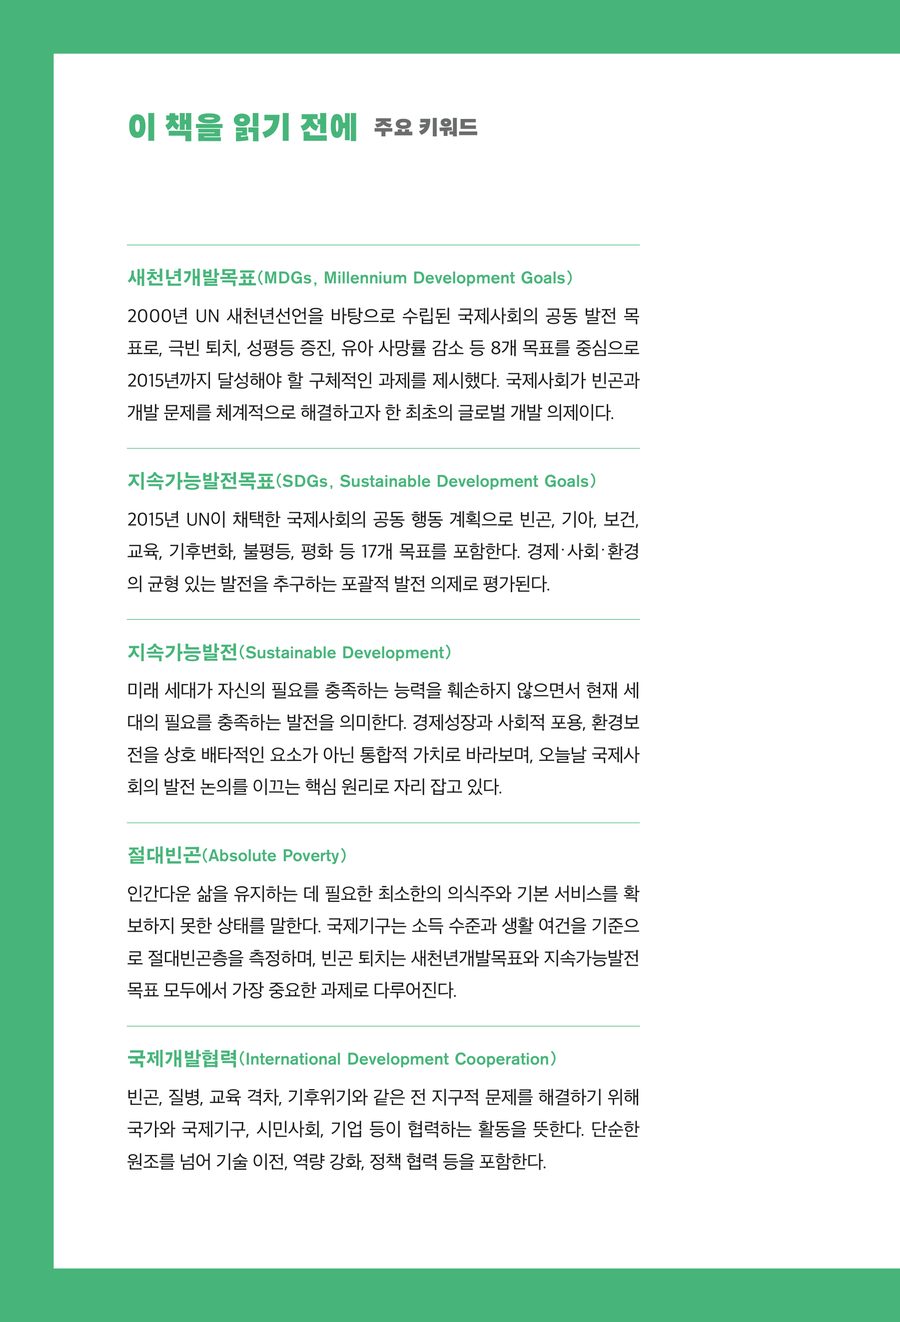 이 책을 읽기 전에 주요 키워드
새천년개발목표(MDGs, Millennium Development Goals)
2000년 UN 새천년선언을 바탕으로 수립된 국제사회의 공동 발전 목
표로, 극빈 퇴치, 성평등 증진, 유아 사망률 감소 등 8개 목표를 중심으로
2015년까지 달성해야 할 구체적인 과제를 제시했다. 국제사회가 빈곤과
개발 문제를 체계적으로 해결하고자 한 최초의 글로벌 개발 의제이다.
지속가능발전목표(SDGs, Sustainable Development Goals)
2015년 UN이 채택한 국제사회의 공동 행동 계획으로 빈곤, 기아, 보건,
교육, 기후변화, 불평등, 평화 등 17개 목표를 포함한다. 경제·사회·환경
의 균형 있는 발전을 추구하는 포괄적 발전 의제로 평가된다.
지속가능발전(Sustainable Development)
미래 세대가 자신의 필요를 충족하는 능력을 훼손하지 않으면서 현재 세
대의 필요를 충족하는 발전을 의미한다. 경제성장과 사회적 포용, 환경보
전을 상호 배타적인 요소가 아닌 통합적 가치로 바라보며, 오늘날 국제사
회의 발전 논의를 이끄는 핵심 원리로 자리 잡고 있다.
절대빈곤(Absolute Poverty)
인간다운 삶을 유지하는 데 필요한 최소한의 의식주와 기본 서비스를 확
보하지 못한 상태를 말한다. 국제기구는 소득 수준과 생활 여건을 기준으
로 절대빈곤층을 측정하며, 빈곤 퇴치는 새천년개발목표와 지속가능발전
목표 모두에서 가장 중요한 과제로 다루어진다.
국제개발협력(International Development Cooperation)
빈곤, 질병, 교육 격차, 기후위기와 같은 전 지구적 문제를 해결하기 위해
국가와 국제기구, 시민사회, 기업 등이 협력하는 활동을 뜻한다. 단순한
원조를 넘어 기술 이전, 역량 강화, 정책 협력 등을 포함한다.